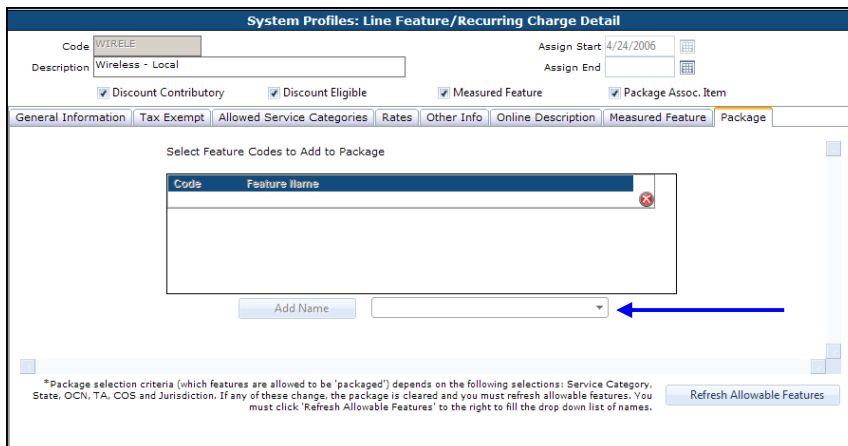 System Profiles: Line Feature/Recurring Charge Detail
Code WIRELE Assign Start 4/24/2006
Description Wireless - Local Assign End
Discount Contributory Discount Eligible Measured Feature Package Assoc. Item
General Information Tax Exempt Allowed Service Categories Rates Other Info Online Description Measured Feature Package
Select Feature Codes to Add to Package
Code Feature Name
Add Name
*Package selection criteria (which features are allowed to be 'packaged') depends on the following selections: Service Category,
State, OCN, TA, COS and Jurisdiction. If any of these change, the package is cleared and you must refresh allowable features. You
must click 'Refresh Allowable Features' to the right to fill the drop down list of names.
Refresh Allowable Features